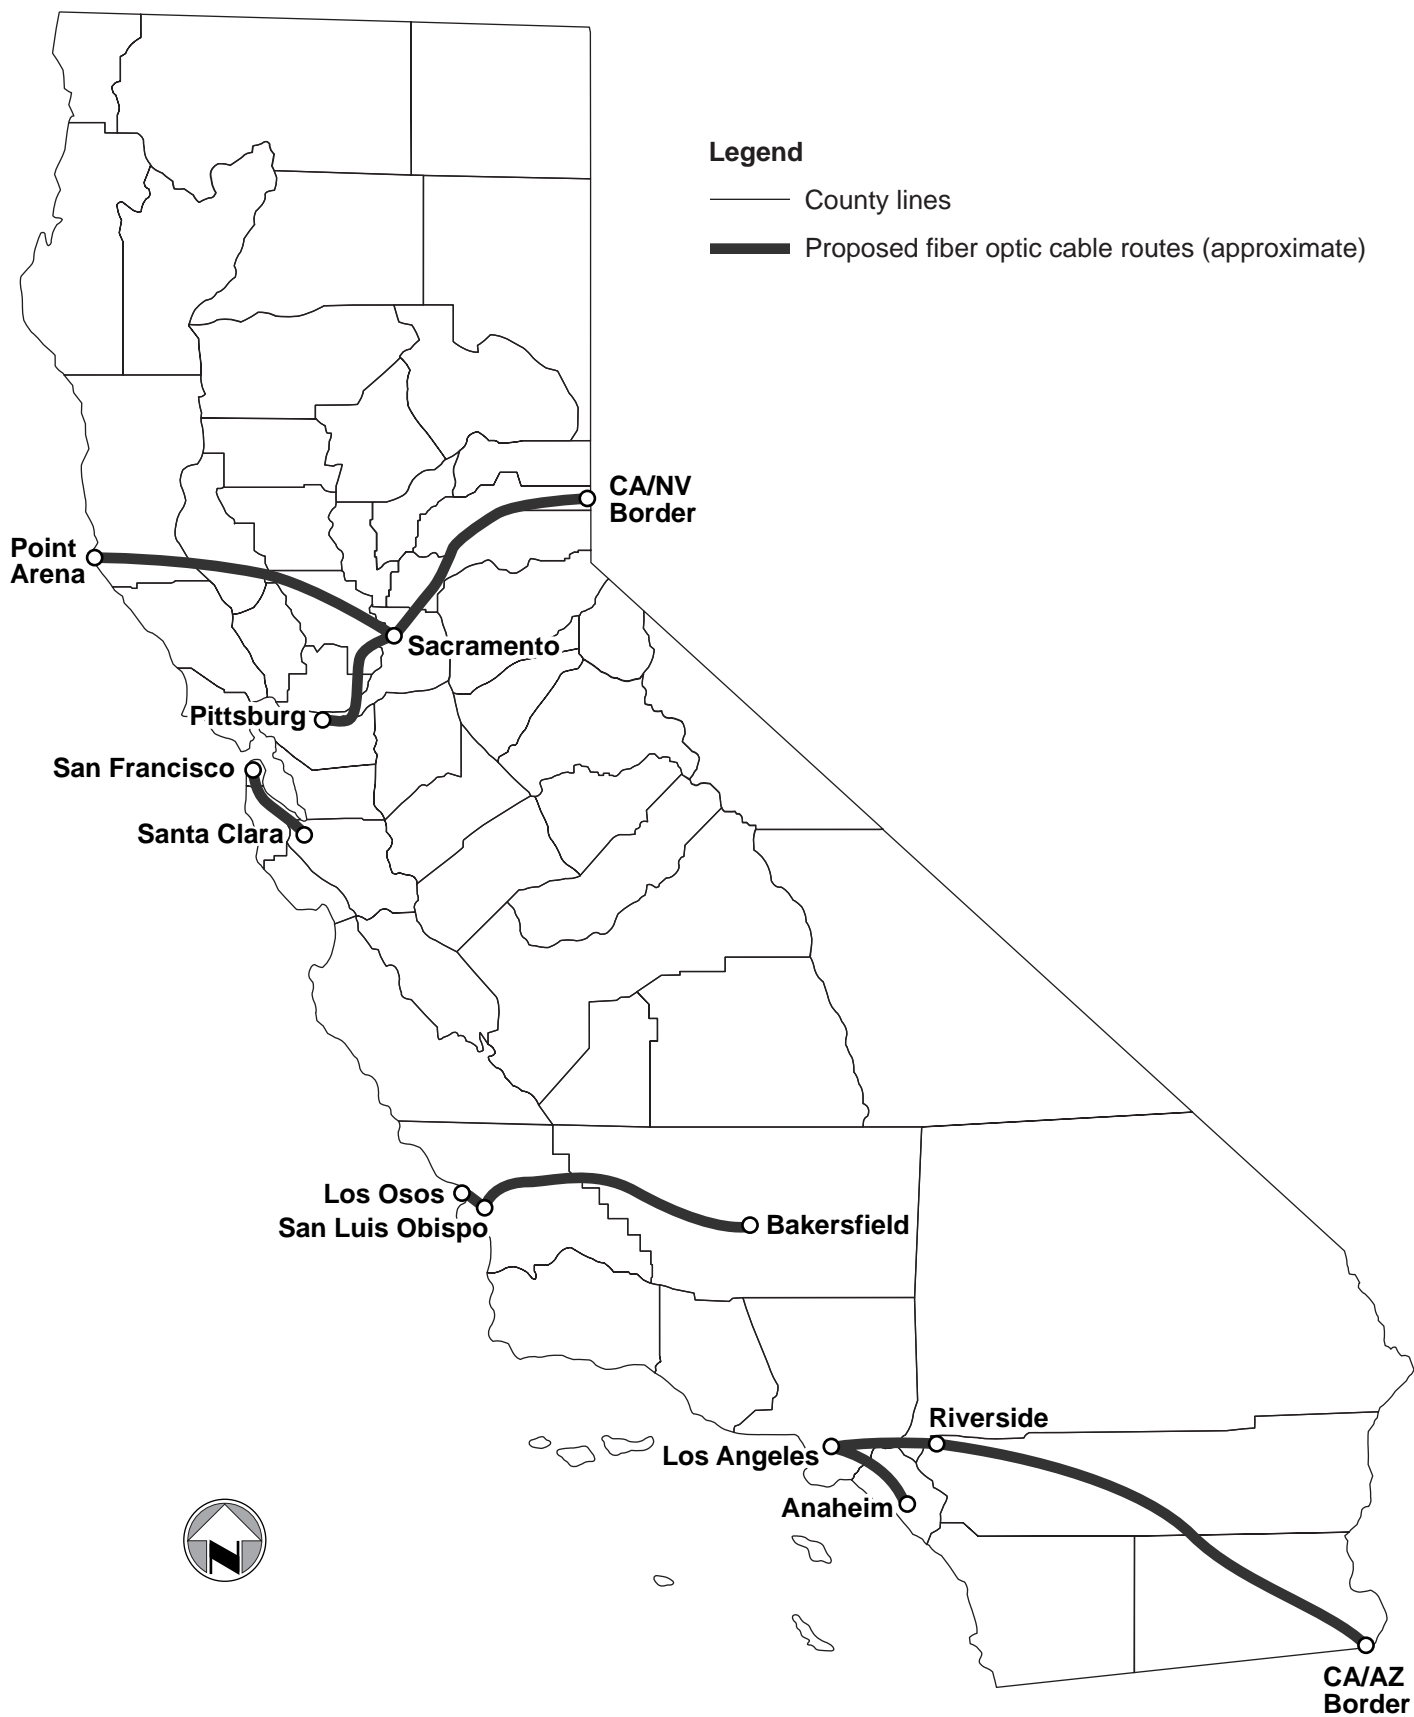 Legend
County lines
Proposed fiber optic cable routes (approximate)
CA/NV
Border
Point
Arena
Sacramento
Pittsburg
San Francisco
Santa Clara
Los Osos
San Luis Obispo
Bakersfield
Riverside
Los Angeles
Anaheim
N
CA/AZ
Border